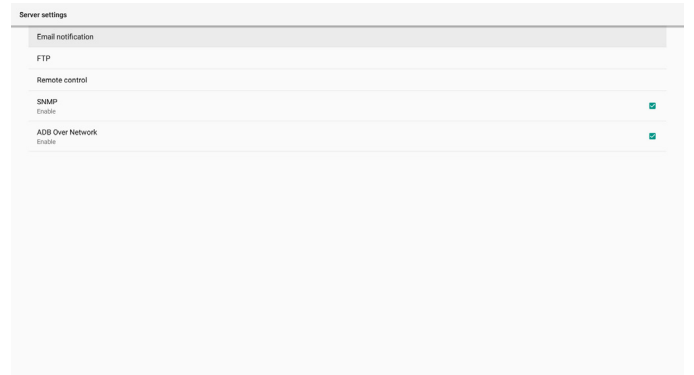 Server settings
Email notification
FTP
Remote control
SNMP
Enable
ADB Over Network
Enable